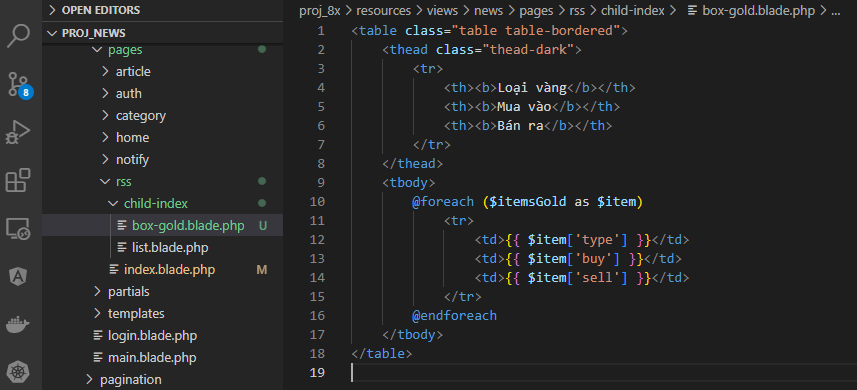 OPEN EDITORS
PROJ_NEWS
pages
article
auth
category
home
notify
rss
child-index
box-gold.blade.php U
list.blade.php
index.blade.php M
partials
templates
login.blade.php
main.blade.php
pagination
8
proj_8x > resources > views > news > pages > rss > child-index > box-gold.blade.php > ...
1 <table class="table table-bordered">
2 <thead class="thead-dark">
3 <tr>
4 <th><b>Loại vàng</b></th>
5 <th><b>Mua vào</b></th>
6 <th><b>Bán ra</b></th>
7 </tr>
8 </thead>
9 <tbody>
10 @foreach ($itemsGold as $item)
11 <tr>
12 <td>{{ $item['type'] }}</td>
13 <td>{{ $item['buy'] }}</td>
14 <td>{{ $item['sell'] }}</td>
15 </tr>
16 @endforeach
17 </tbody>
18 </table>
19